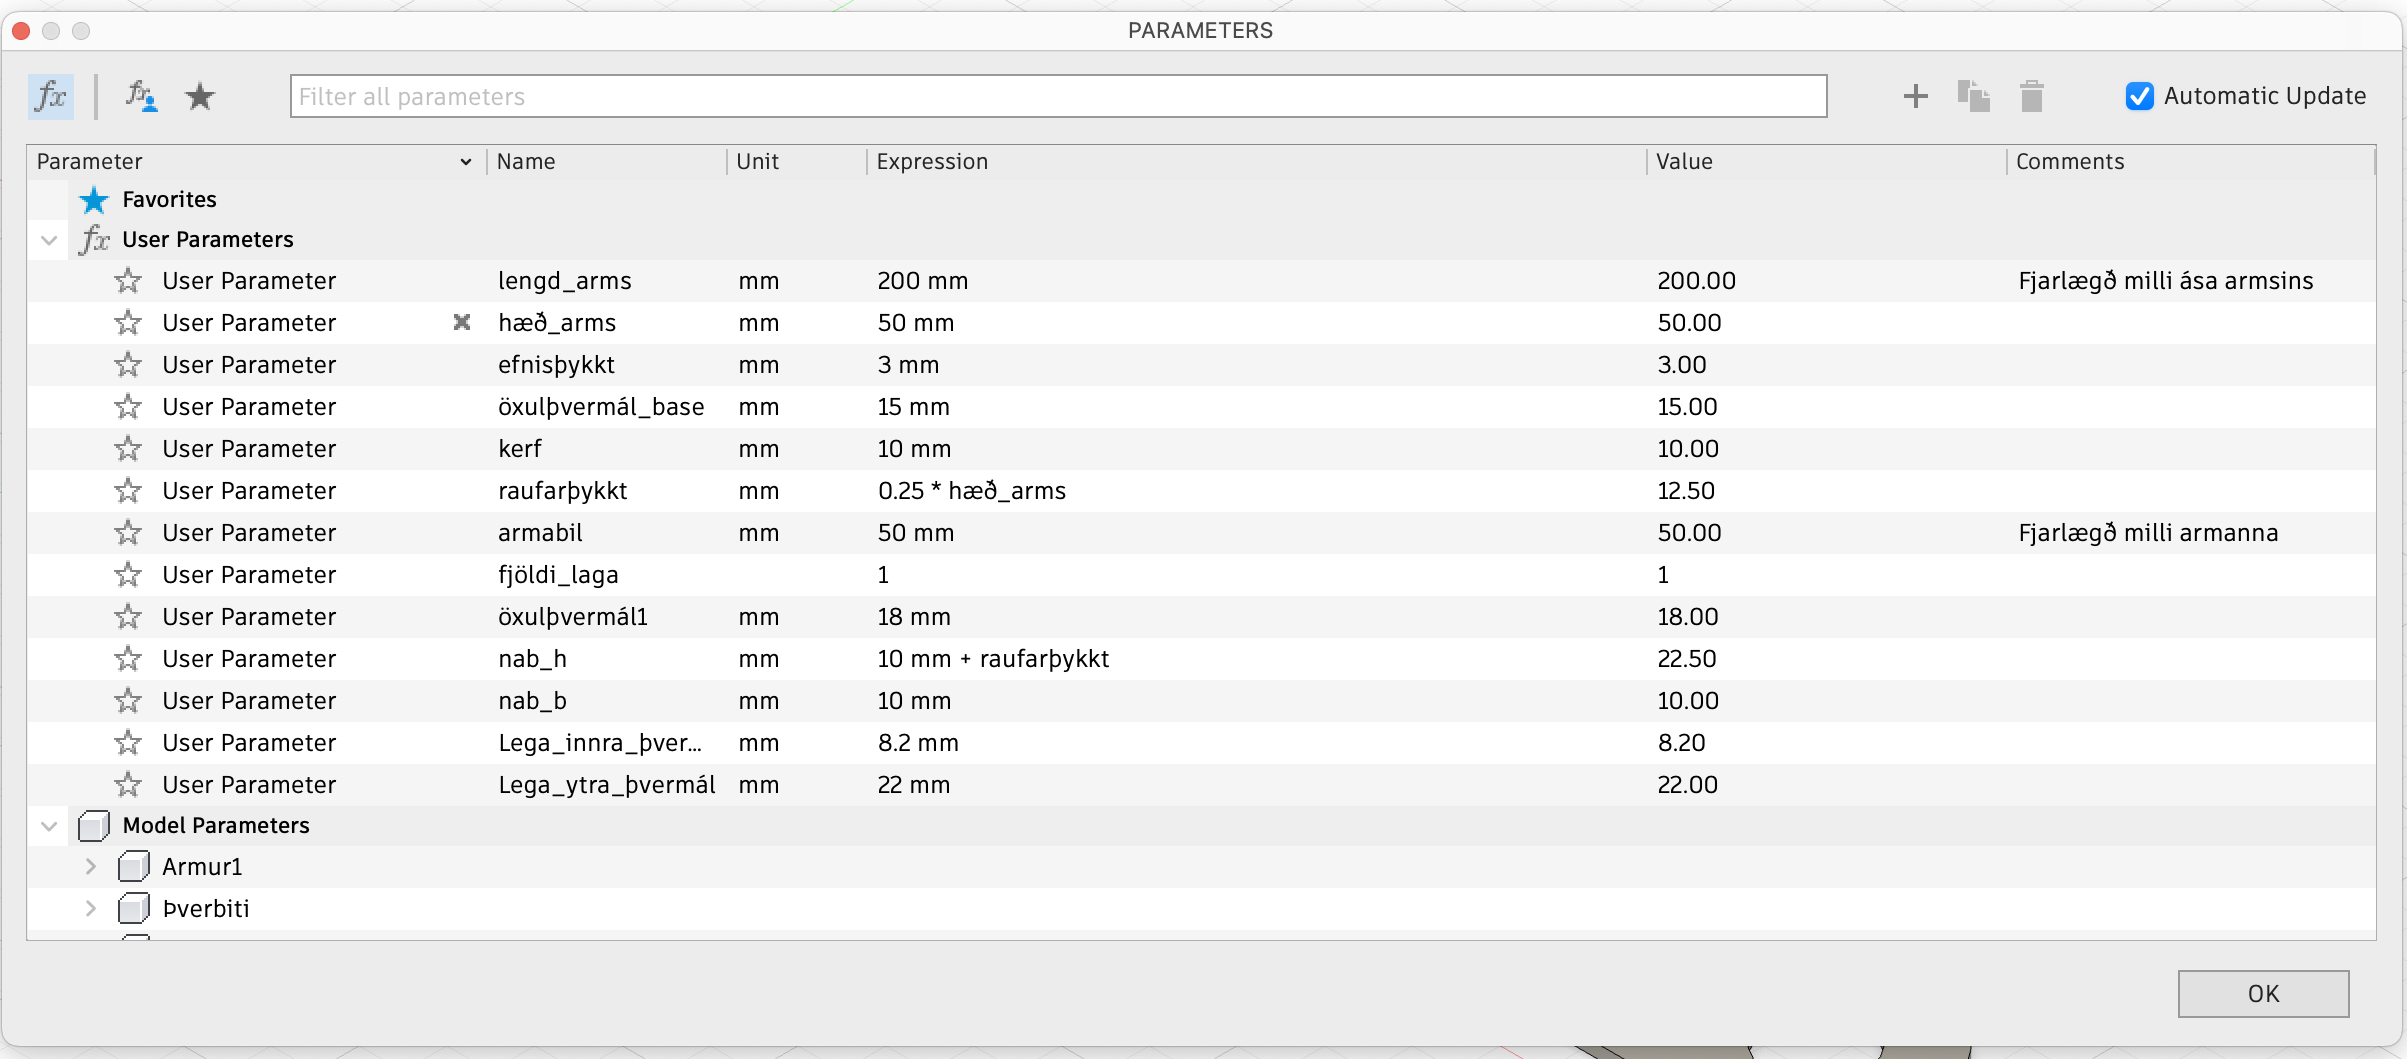 PARAMETERS
fx fx Filter all parameters Automatic Update
Parameter Name Unit Expression Value Comments
Favorites
fx User Parameters
User Parameter lengd_arms mm 200 mm 200.00 Fjarlægð milli ása armsins
User Parameter hæð_arms mm 50 mm 50.00
User Parameter efnisþykkt mm 3 mm 3.00
User Parameter öxulþvermál_base mm 15 mm 15.00
User Parameter kerf mm 10 mm 10.00
User Parameter raufarþykkt mm 0.25 * hæð_arms 12.50
User Parameter armabil mm 50 mm 50.00 Fjarlægð milli armanna
User Parameter fjöldi_laga 1 1
User Parameter öxulþvermál1 mm 18 mm 18.00
User Parameter nab_h mm 10 mm + raufarþykkt 22.50
User Parameter nab_b mm 10 mm 10.00
User Parameter Lega_innra_þver... mm 8.2 mm 8.20
User Parameter Lega_ytra_þvermál mm 22 mm 22.00
Model Parameters
Armur1
Þverbiti
OK